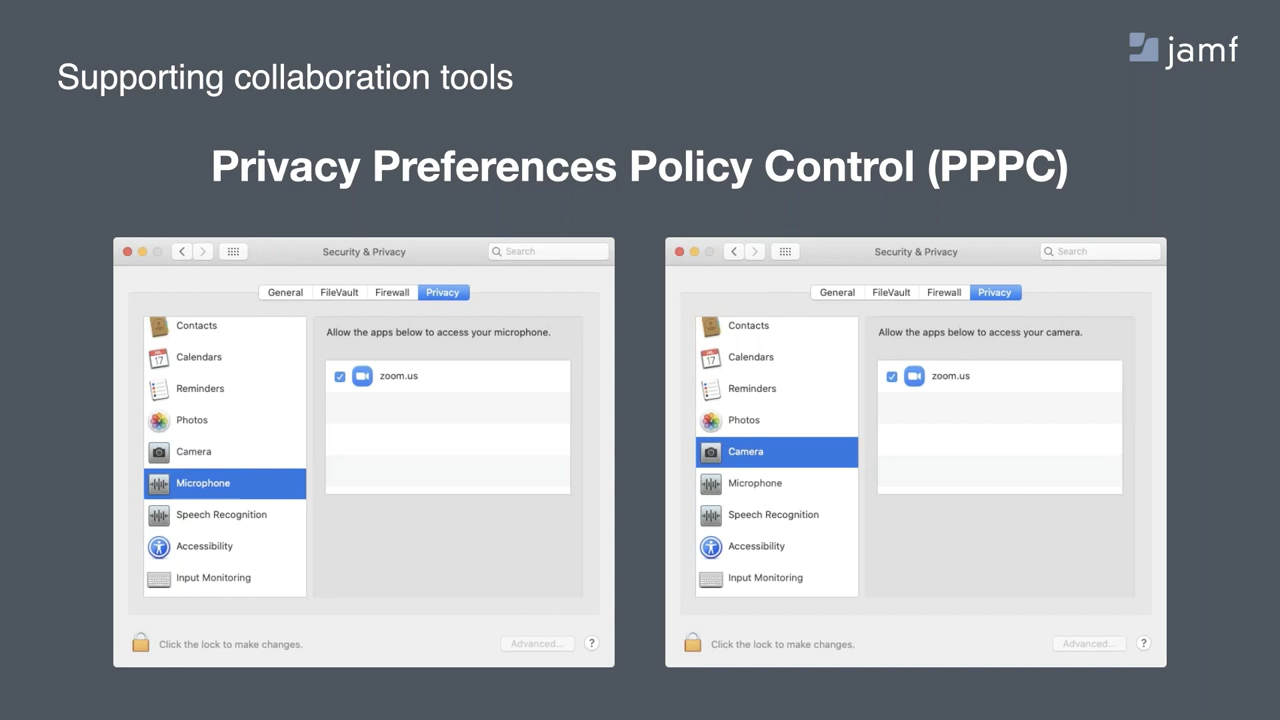 jamf
Supporting collaboration tools
Privacy Preferences Policy Control (PPPC)
Security & Privacy
Search
General
FileVault
Firewall
Privacy
Contacts
Calendars
Reminders
Photos
Camera
Microphone
Speech Recognition
Accessibility
Input Monitoring
Allow the apps below to access your microphone.
zoom.us
Click the lock to make changes.
Advanced...
?
Security & Privacy
Search
General
FileVault
Firewall
Privacy
Contacts
Calendars
Reminders
Photos
Camera
Microphone
Speech Recognition
Accessibility
Input Monitoring
Allow the apps below to access your camera.
zoom.us
Click the lock to make changes.
Advanced...
?